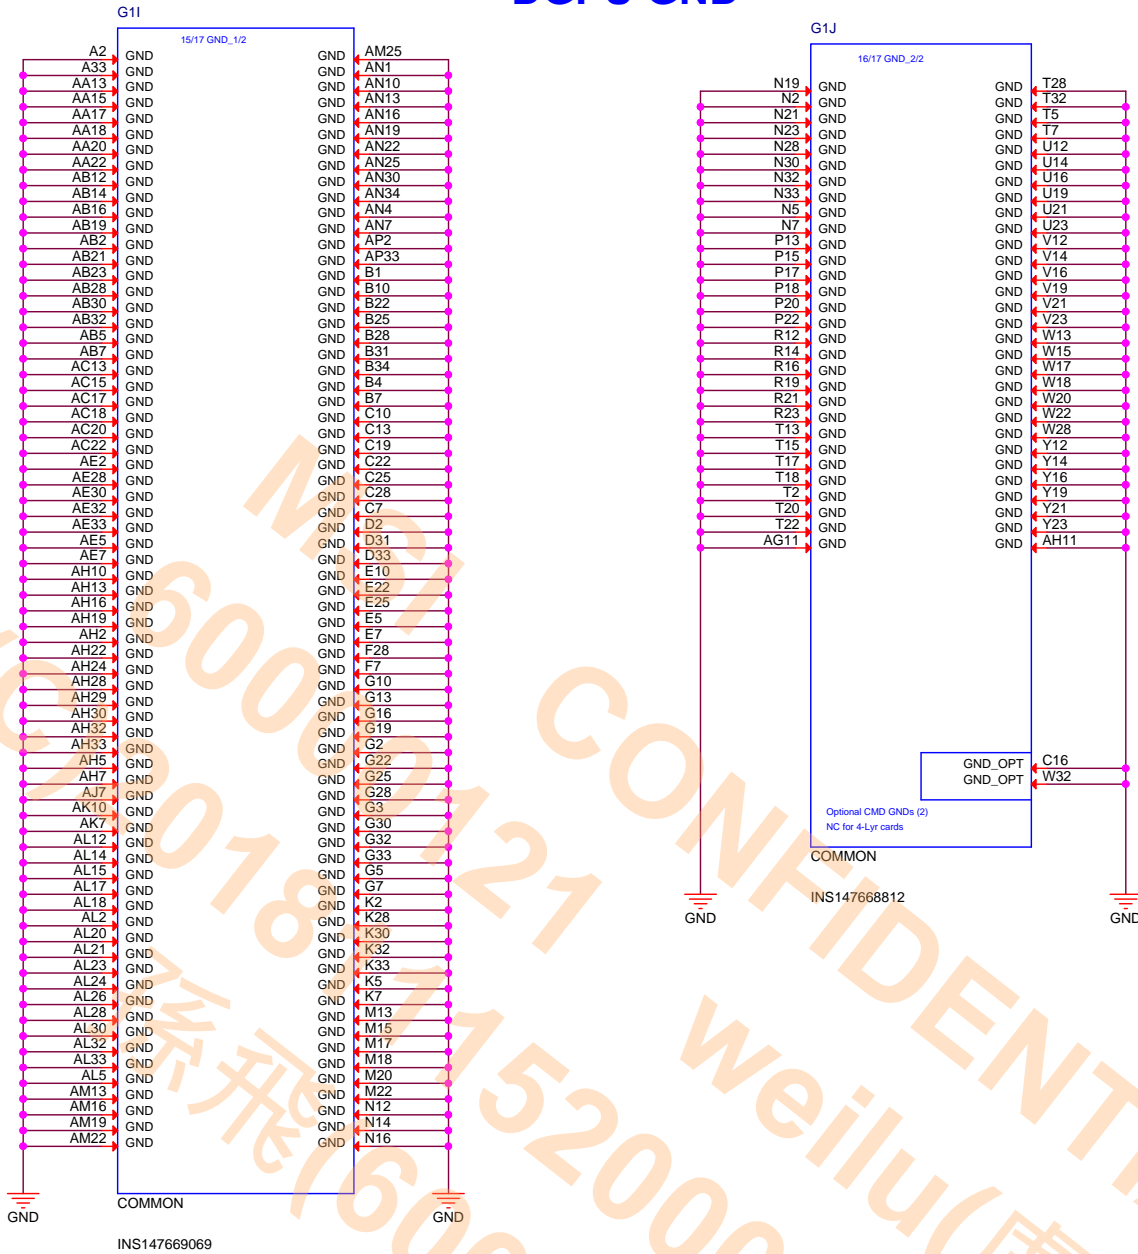 G1I
15/17 GND_1/2
A2 GND GND AM25
A33 GND GND AN1
AA13 GND GND AN10
AA15 GND GND AN13
AA17 GND GND AN16
AA18 GND GND AN19
AA20 GND GND AN22
AA22 GND GND AN25
AB12 GND GND AN30
AB14 GND GND AN34
AB16 GND GND AN4
AB19 GND GND AN7
AB2 GND GND AP2
AB21 GND GND AP33
AB23 GND GND B1
AB28 GND GND B10
AB30 GND GND B22
AB32 GND GND B25
AB5 GND GND B28
AB7 GND GND B31
AC13 GND GND B34
AC15 GND GND B4
AC17 GND GND B7
AC18 GND GND C10
AC20 GND GND C13
AC22 GND GND C19
AE2 GND GND C22
AE28 GND GND C25
AE30 GND GND C28
AE32 GND GND C7
AE33 GND GND D2
AE5 GND GND D31
AE7 GND GND D33
AH10 GND GND E10
AH13 GND GND E22
AH16 GND GND E25
AH19 GND GND E5
AH2 GND GND E7
AH22 GND GND F28
AH24 GND GND F7
AH28 GND GND G10
AH29 GND GND G13
AH30 GND GND G16
AH32 GND GND G19
AH33 GND GND G2
AH5 GND GND G22
AH7 GND GND G25
AJ7 GND GND G28
AK10 GND GND G3
AK7 GND GND G30
AL12 GND GND G32
AL14 GND GND G33
AL15 GND GND G5
AL17 GND GND G7
AL18 GND GND K2
AL2 GND GND K28
AL20 GND GND K30
AL21 GND GND K32
AL23 GND GND K33
AL24 GND GND K5
AL26 GND GND K7
AL28 GND GND M13
AL30 GND GND M15
AL32 GND GND M17
AL33 GND GND M18
AL5 GND GND M20
AM13 GND GND M22
AM16 GND GND N12
AM19 GND GND N14
AM22 GND GND N16
COMMON
GND GND
INS147669069
G1J
16/17 GND_2/2
N19 GND GND T28
N2 GND GND T32
N21 GND GND T5
N23 GND GND T7
N28 GND GND U12
N30 GND GND U14
N32 GND GND U16
N33 GND GND U19
N5 GND GND U21
N7 GND GND U23
P13 GND GND V12
P15 GND GND V14
P17 GND GND V16
P18 GND GND V19
P20 GND GND V21
P22 GND GND V23
R12 GND GND W13
R14 GND GND W15
R16 GND GND W17
R19 GND GND W18
R21 GND GND W20
R23 GND GND W22
T13 GND GND W28
T15 GND GND Y12
T17 GND GND Y14
T18 GND GND Y16
T2 GND GND Y19
T20 GND GND Y21
T22 GND GND Y23
AG11 GND GND AH11
GND_OPT C16
GND_OPT W32
Optional CMD GNDs (2)
NC for 4-Lyr cards
COMMON
INS147668812
GND GND
MSI CONFIDENT
weilu(
孫飛(600